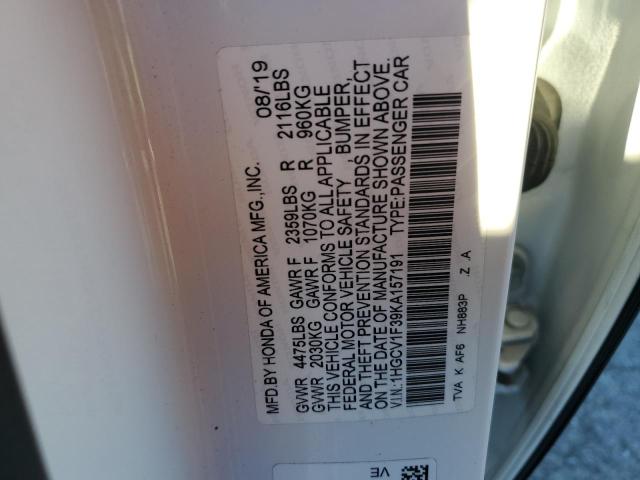 MFD.BY HONDA OF AMERICA MFG.,INC. 08/'19
GVWR 4475LBS GAWR F 2359LBS R 2116LBS
GVWR 2030KG GAWR F 1070KG R 960KG
THIS VEHICLE CONFORMS TO ALL APPLICABLE
FEDERAL MOTOR VEHICLE SAFETY , BUMPER,
AND THEFT PREVENTION STANDARDS IN EFFECT
ON THE DATE OF MANUFACTURE SHOWN ABOVE.
V.I.N.:1HGCV1F39KA157191 TYPE:PASSENGER CAR
TVA K AF6 NH883P Z A
VE